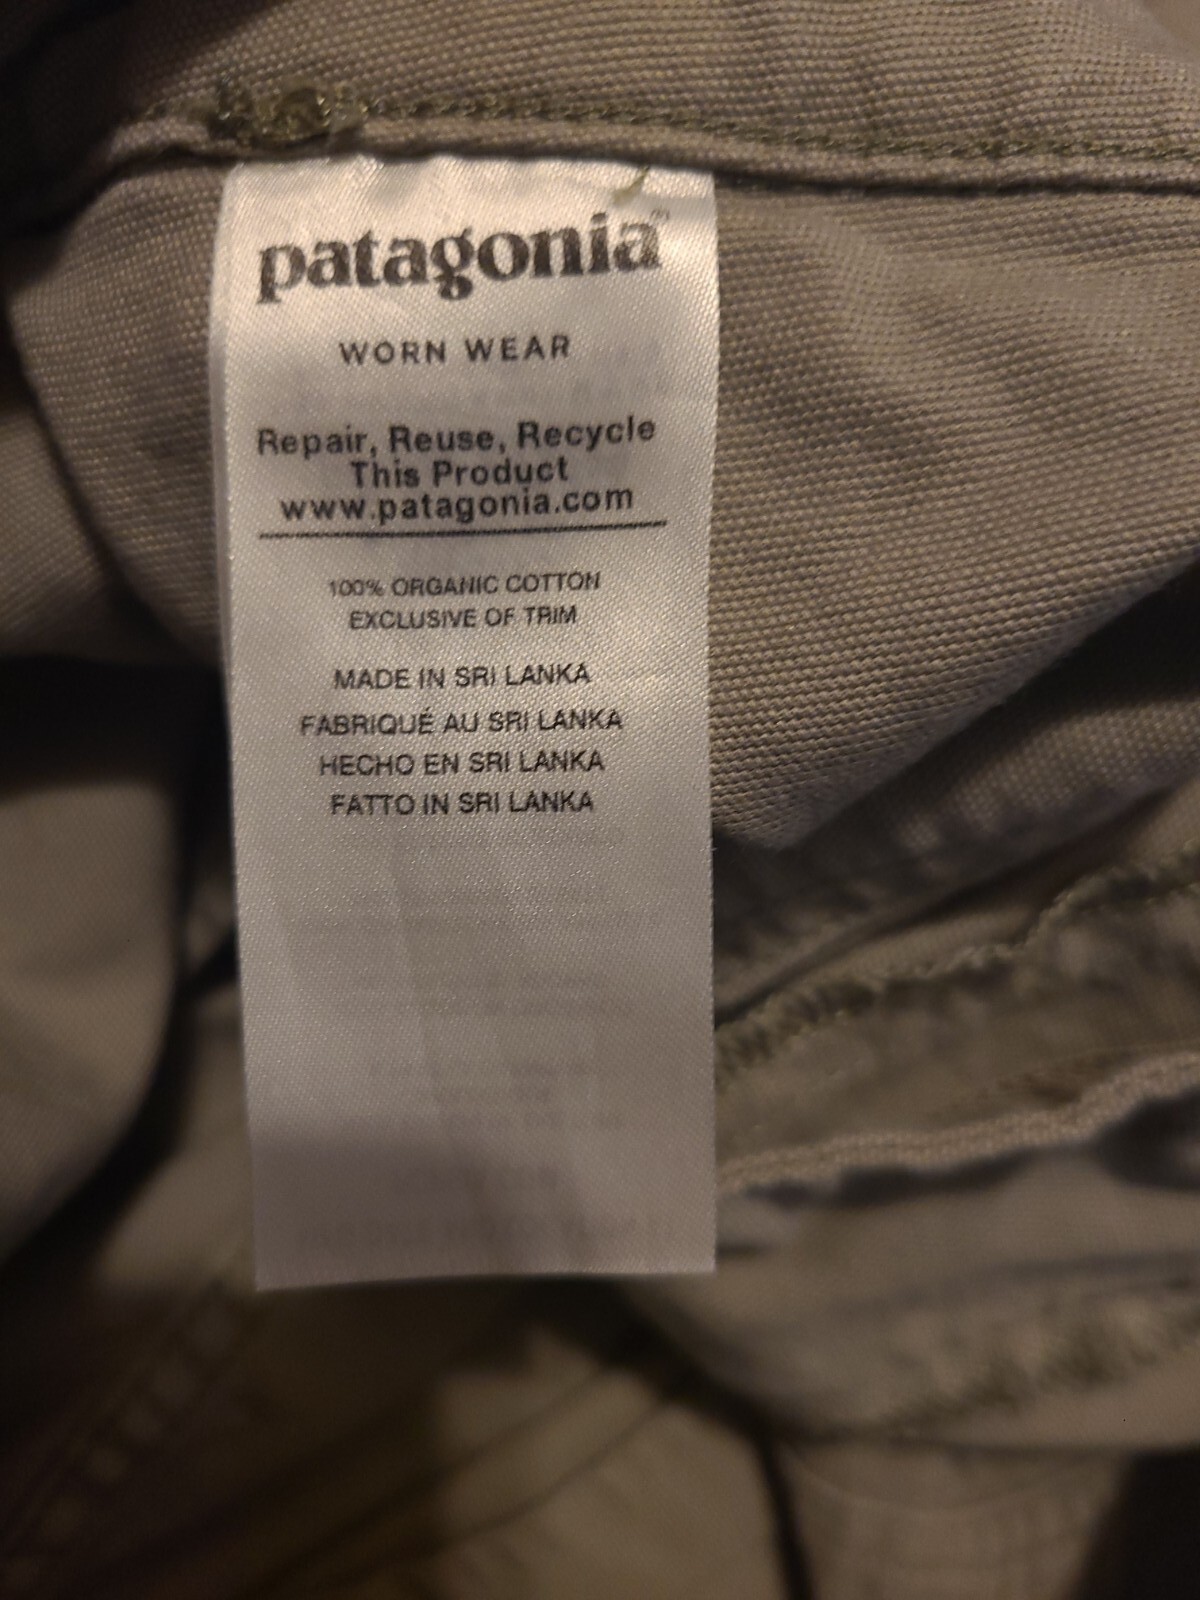 patagonia™
WORN WEAR
Repair, Reuse, Recycle
This Product
www.patagonia.com
100% ORGANIC COTTON
EXCLUSIVE OF TRIM
MADE IN SRI LANKA
FABRIQUÉ AU SRI LANKA
HECHO EN SRI LANKA
FATTO IN SRI LANKA